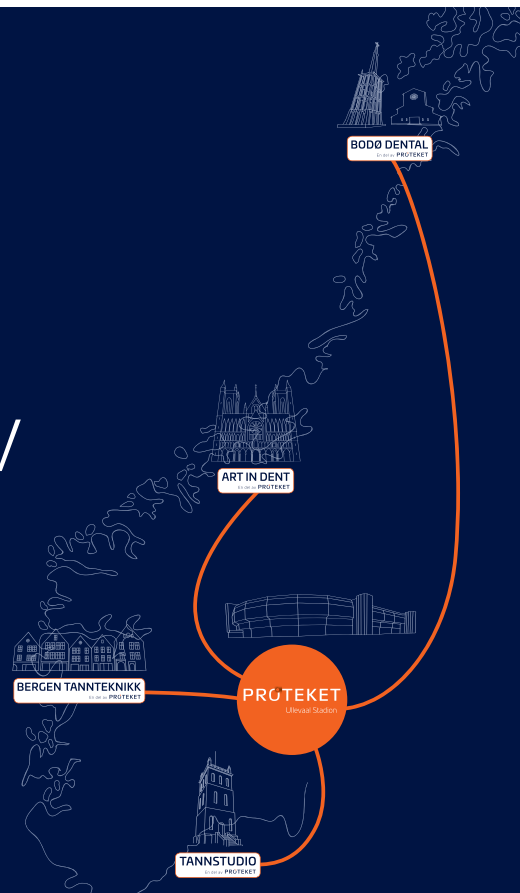 BODØ DENTAL
En del av PROTEKET
/
ART IN DENT
En del av PROTEKET
BERGEN TANNTEKNIKK
En del av PROTEKET
PROTEKET
Ullevaal Stadion
TANNSTUDIO
En del av PROTEKET